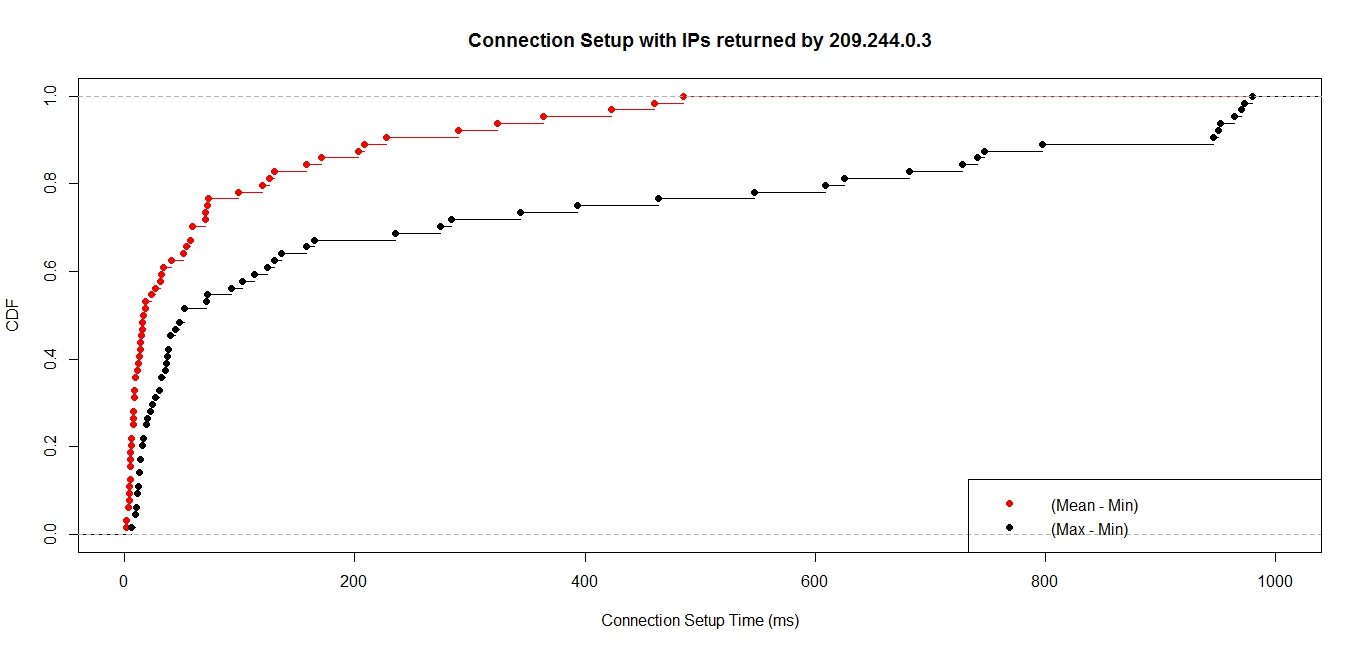 Connection Setup with IPs returned by 209.244.0.3
CDF
1.0
0.8
0.6
0.4
0.2
0.0
(Mean - Min)
(Max - Min)
0 200 400 600 800 1000
Connection Setup Time (ms)